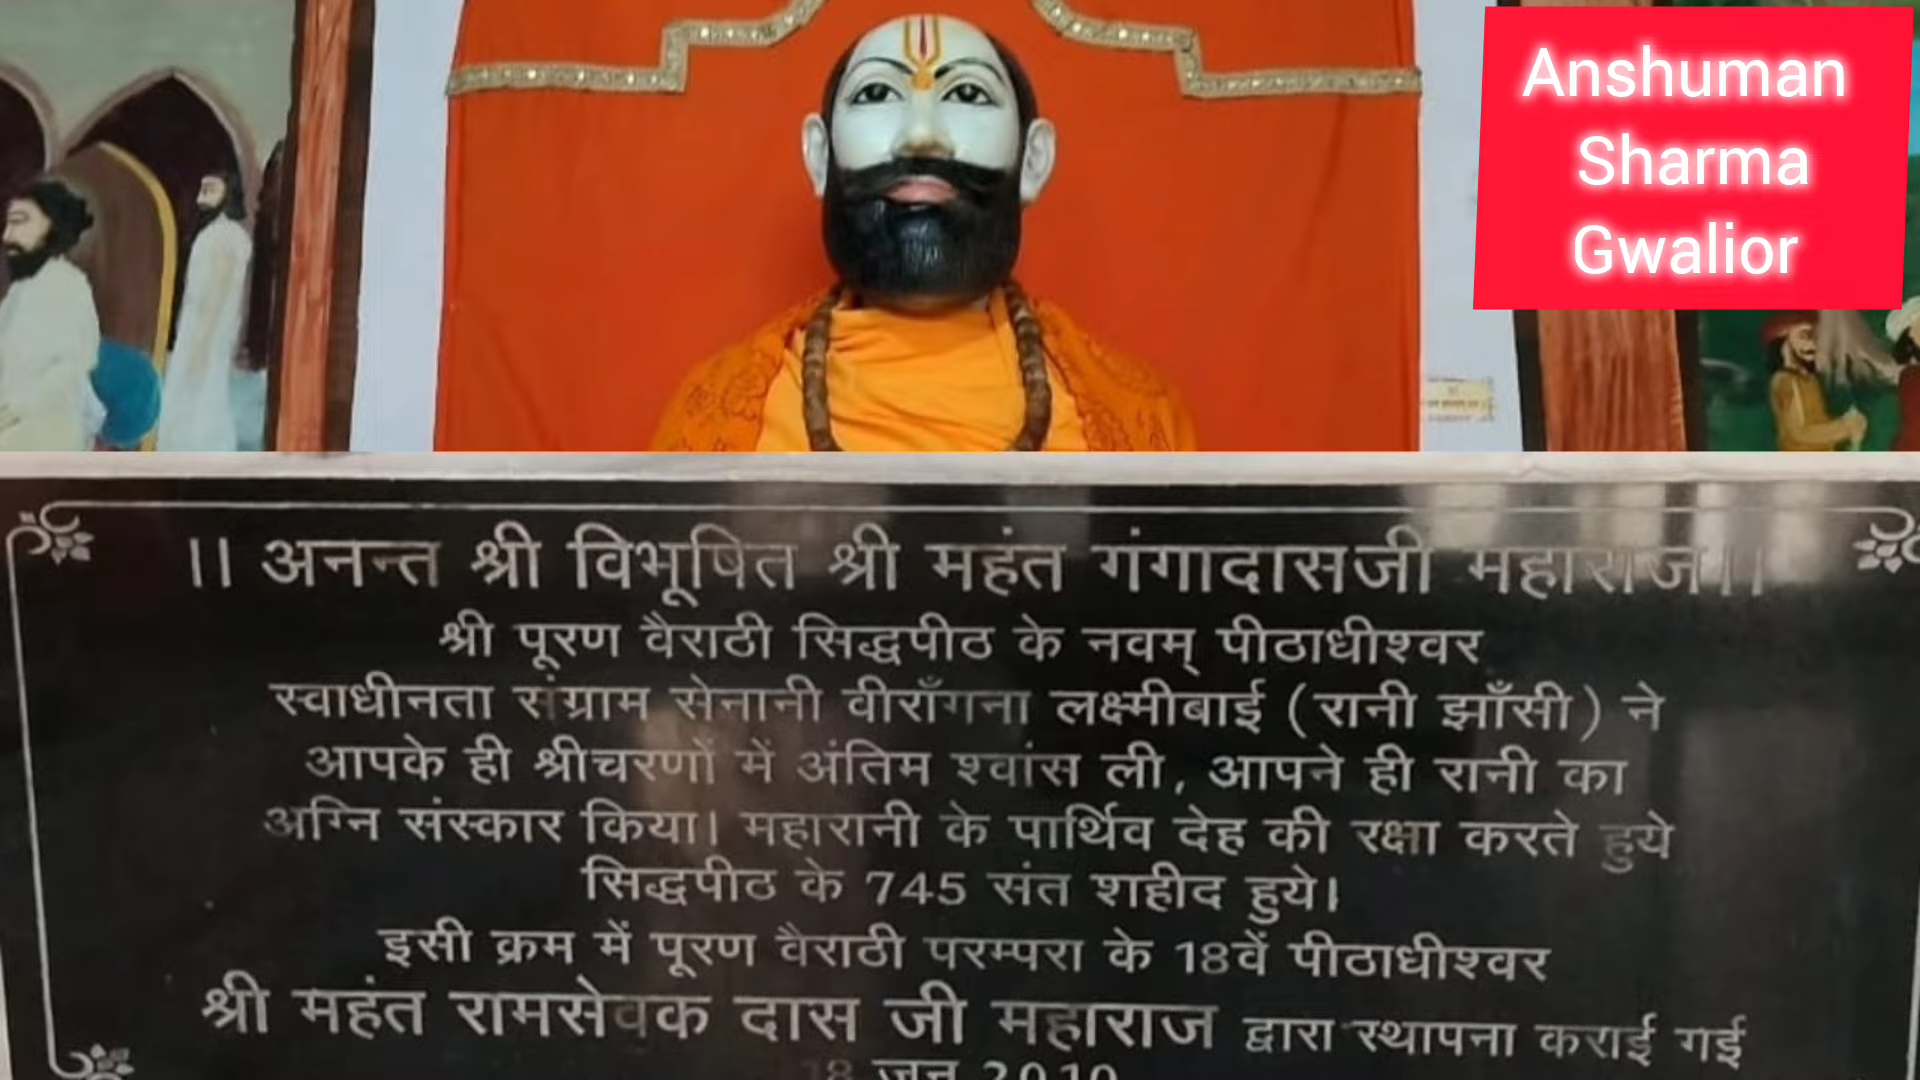 Anshuman
Sharma
Gwalior
।। अनन्त श्री विभूषित श्री महंत गंगादासजी महाराज।।
श्री पूरण वैराठी सिद्धपीठ के नवम् पीठाधीश्वर
स्वाधीनता संग्राम सेनानी वीराँगना लक्ष्मीबाई (रानी झाँसी) ने
आपके ही श्रीचरणों में अंतिम श्वांस ली, आपने ही रानी का
अग्नि संस्कार किया। महारानी के पार्थिव देह की रक्षा करते हुये
सिद्धपीठ के 745 संत शहीद हुये।
इसी क्रम में पूरण वैराठी परम्परा के 18वें पीठाधीश्वर
श्री महंत रामसेवक दास जी महाराज द्वारा स्थापना कराई गई
18 जून 2010